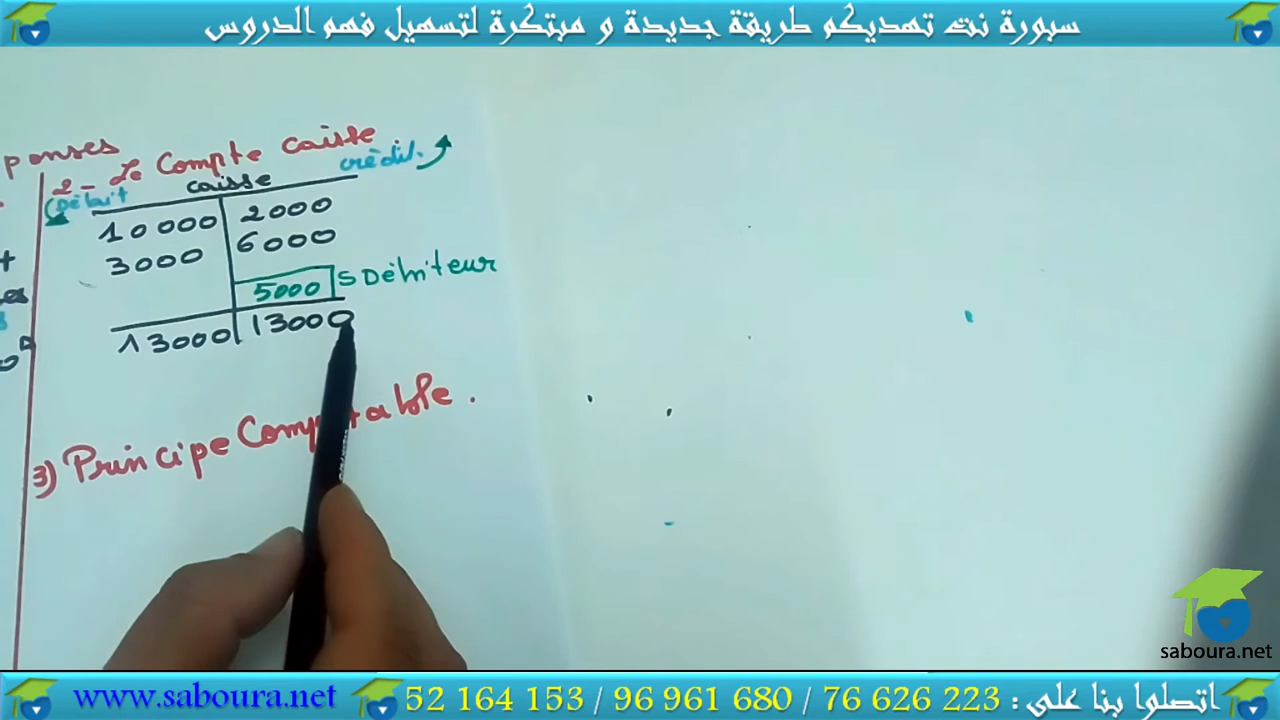 سبورة نت تهديكم طريقة جديدة و مبتكرة لتسهيل فهم الدروس
ponses
2- Le Compte caisse
Débit
crédit
caisse
10000 2000
3000 6000
5000 S Débiteur
13000 13000
3) Principe Comptable.
saboura.net
www.saboura.net
اتصلوا بنا على : 223 626 76 / 680 961 96 / 153 164 52